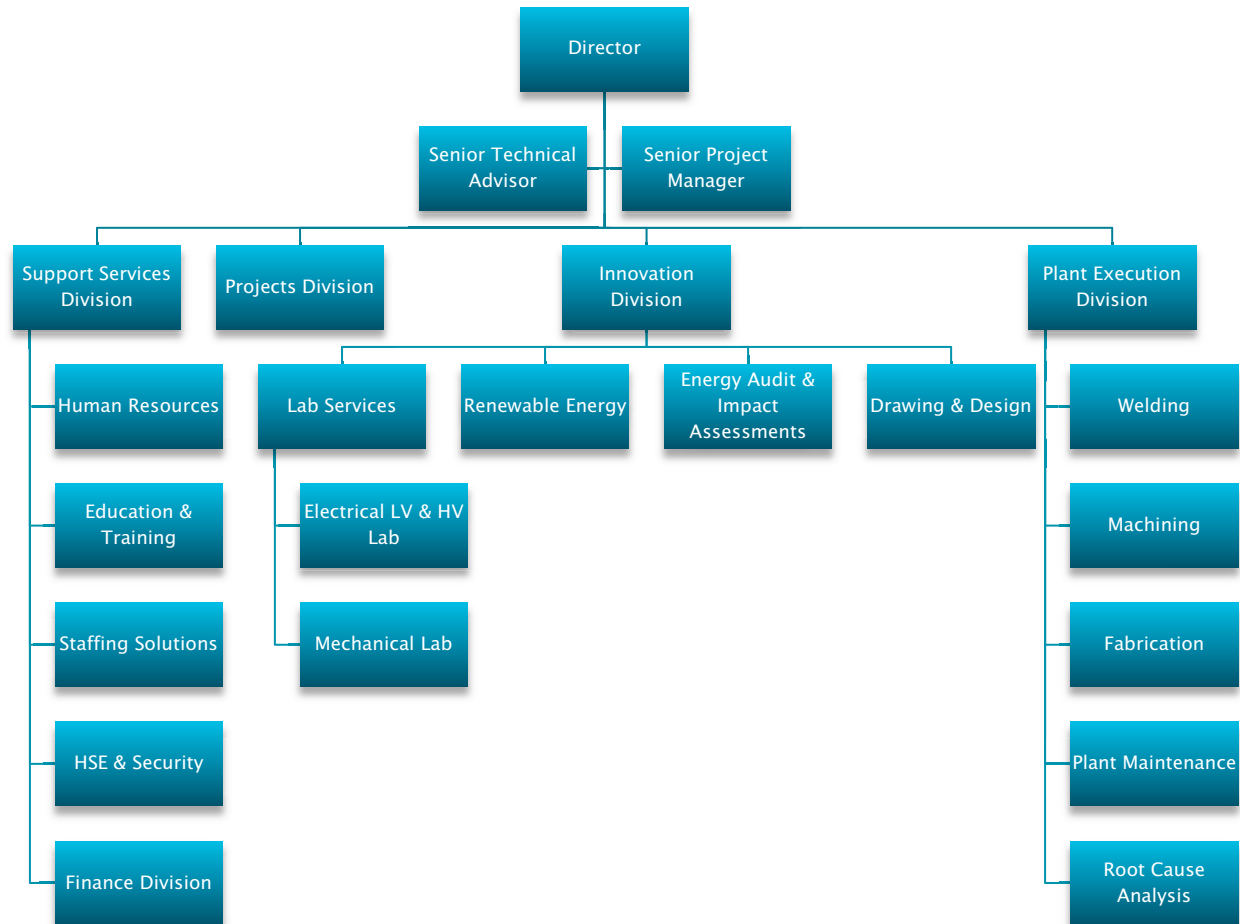 Director
Senior Technical
Advisor
Senior Project
Manager
Support Services
Division
Projects Division
Innovation
Division
Plant Execution
Division
Human Resources
Lab Services
Renewable Energy
Energy Audit &
Impact
Assessments
Drawing & Design
Welding
Education &
Training
Electrical LV & HV
Lab
Machining
Staffing Solutions
Mechanical Lab
Fabrication
HSE & Security
Plant Maintenance
Finance Division
Root Cause
Analysis